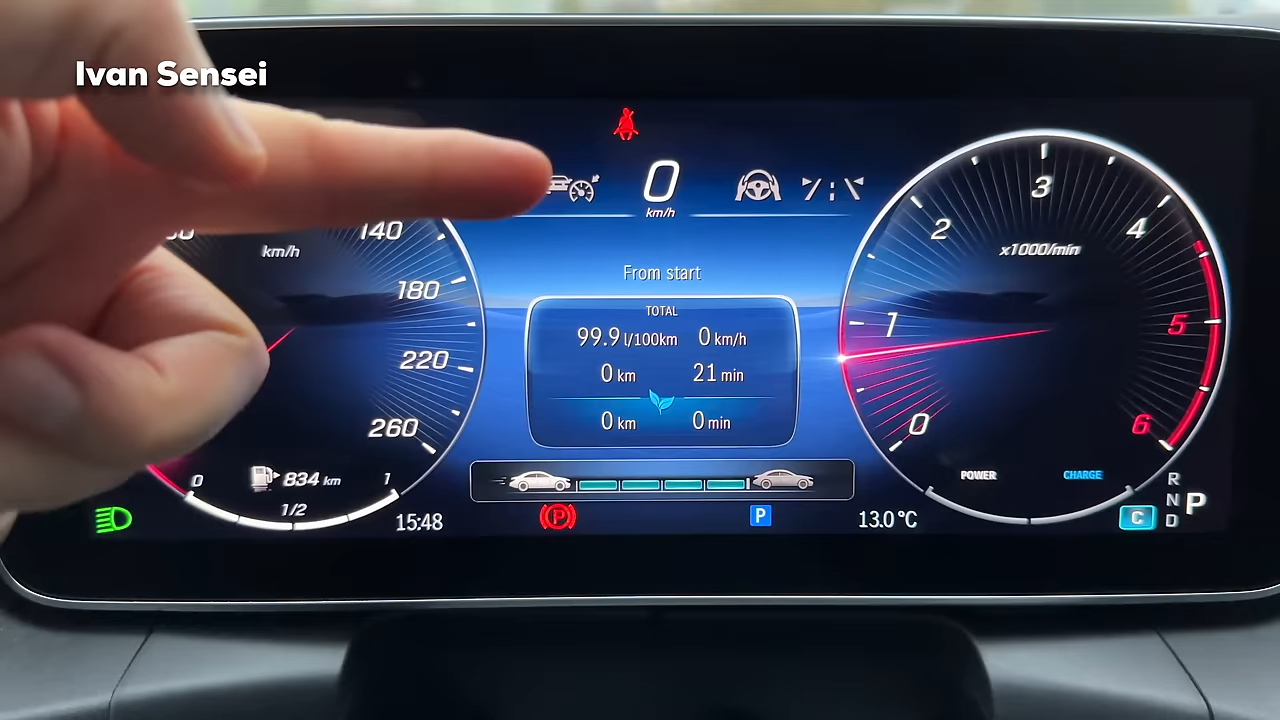 Ivan Sensei
0
km/h
140
km/h
180
220
260
0
834 km
1
1/2
15:48
From start
TOTAL
99.9 l/100km 0 km/h
0 km 21 min
0 km 0 min
P
P
13.0 °C
3
2
4
x1000/min
1
5
0
6
POWER
CHARGE
R
N
D
P
C